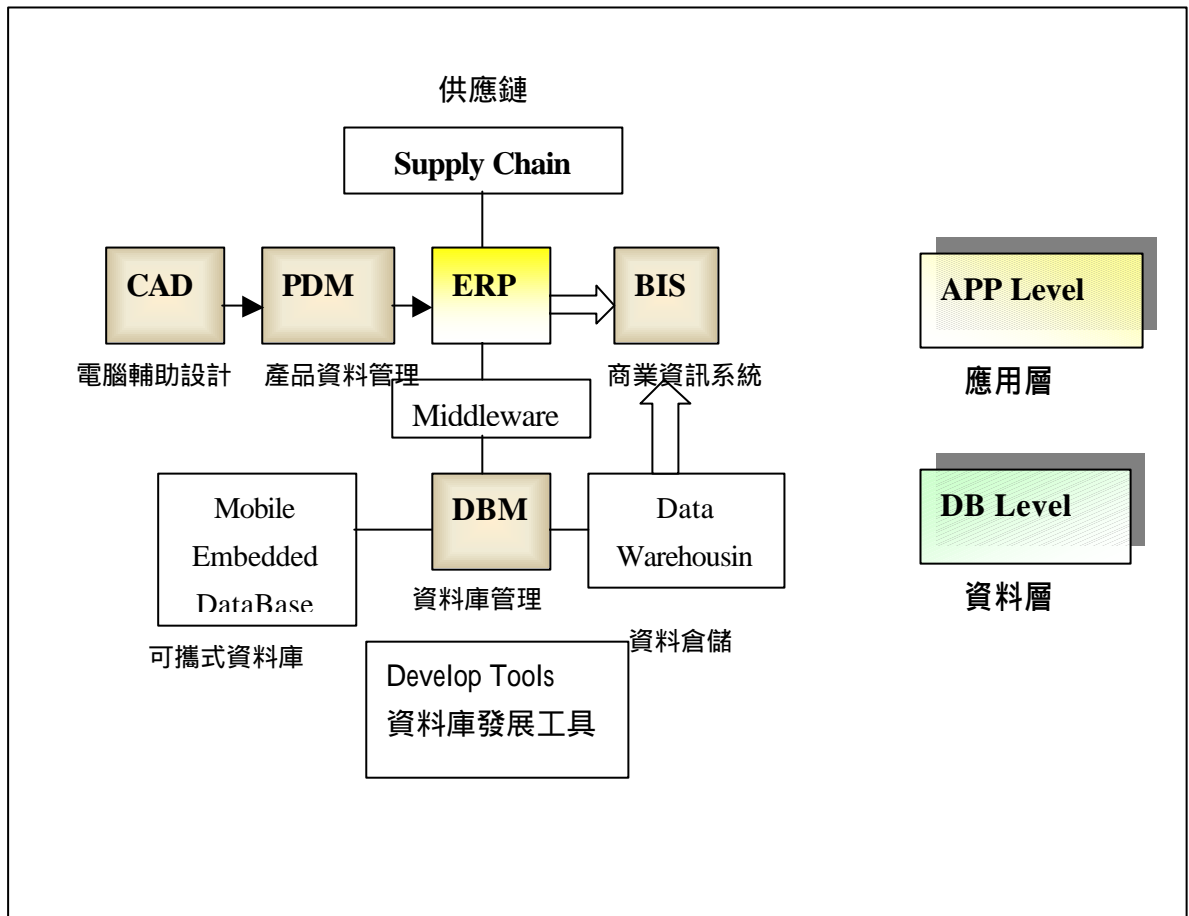 供應鏈
Supply Chain
CAD
PDM
ERP
BIS
APP Level
電腦輔助設計
產品資料管理
商業資訊系統
應用層
Middleware
Mobile
Embedded
DataBase
DBM
Data
Warehousin
DB Level
資料庫管理
資料層
可攜式資料庫
資料倉儲
Develop Tools
資料庫發展工具